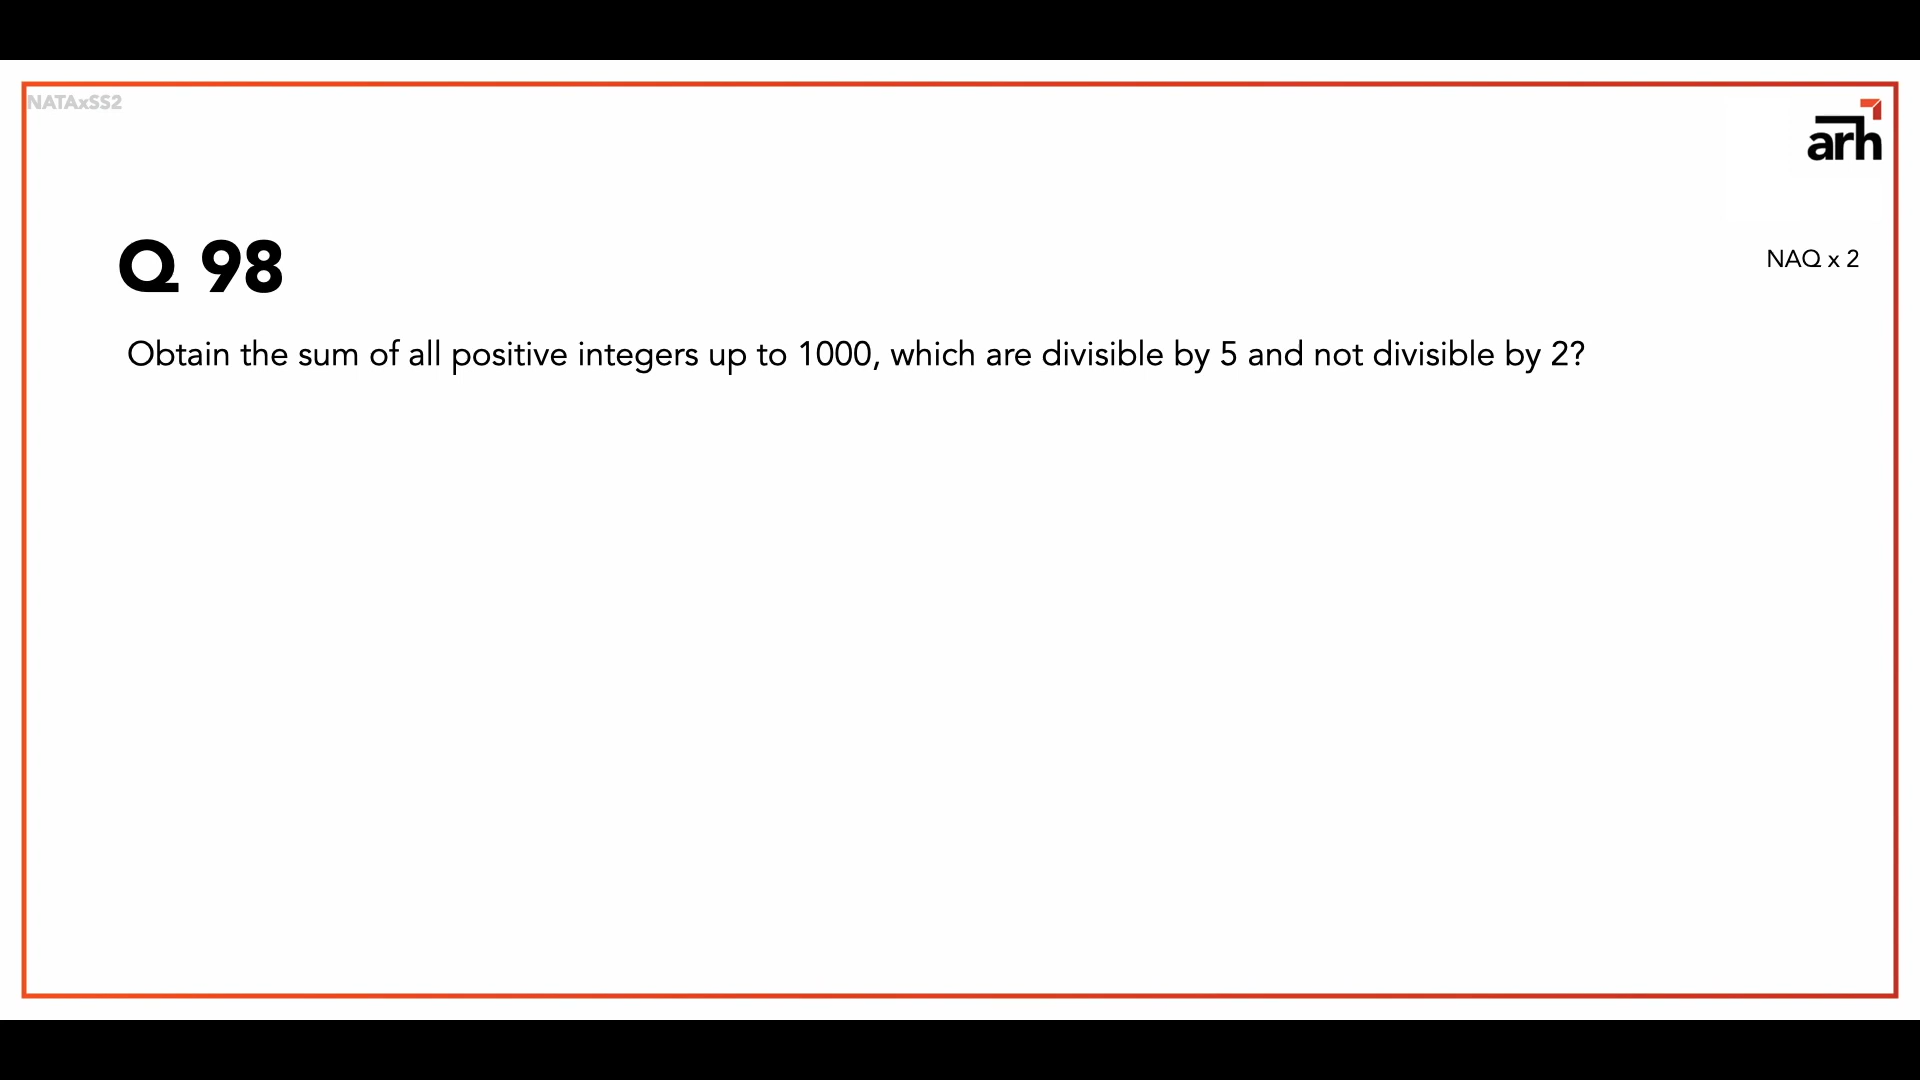 NATAxSS2
arh
Q 98
NAQ x 2
Obtain the sum of all positive integers up to 1000, which are divisible by 5 and not divisible by 2?